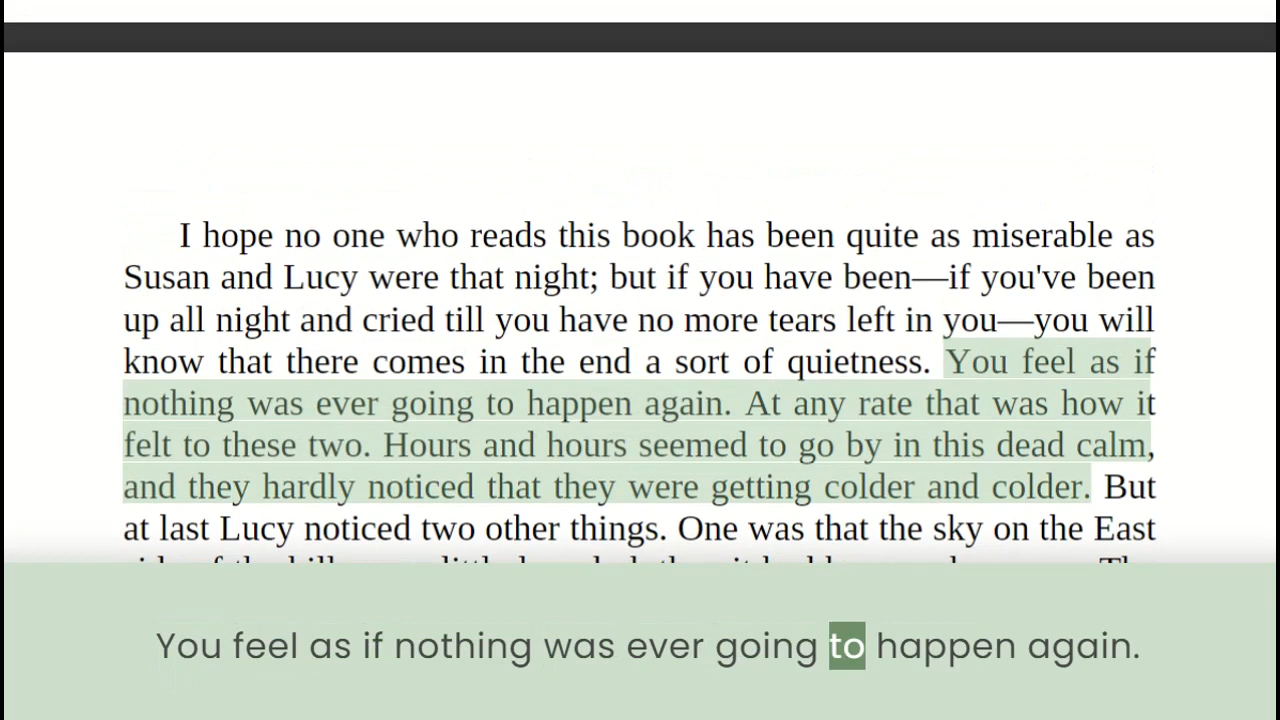 I hope no one who reads this book has been quite as miserable as
Susan and Lucy were that night; but if you have been—if you've been
up all night and cried till you have no more tears left in you—you will
know that there comes in the end a sort of quietness. You feel as if
nothing was ever going to happen again. At any rate that was how it
felt to these two. Hours and hours seemed to go by in this dead calm,
and they hardly noticed that they were getting colder and colder. But
at last Lucy noticed two other things. One was that the sky on the East
You feel as if nothing was ever going to happen again.